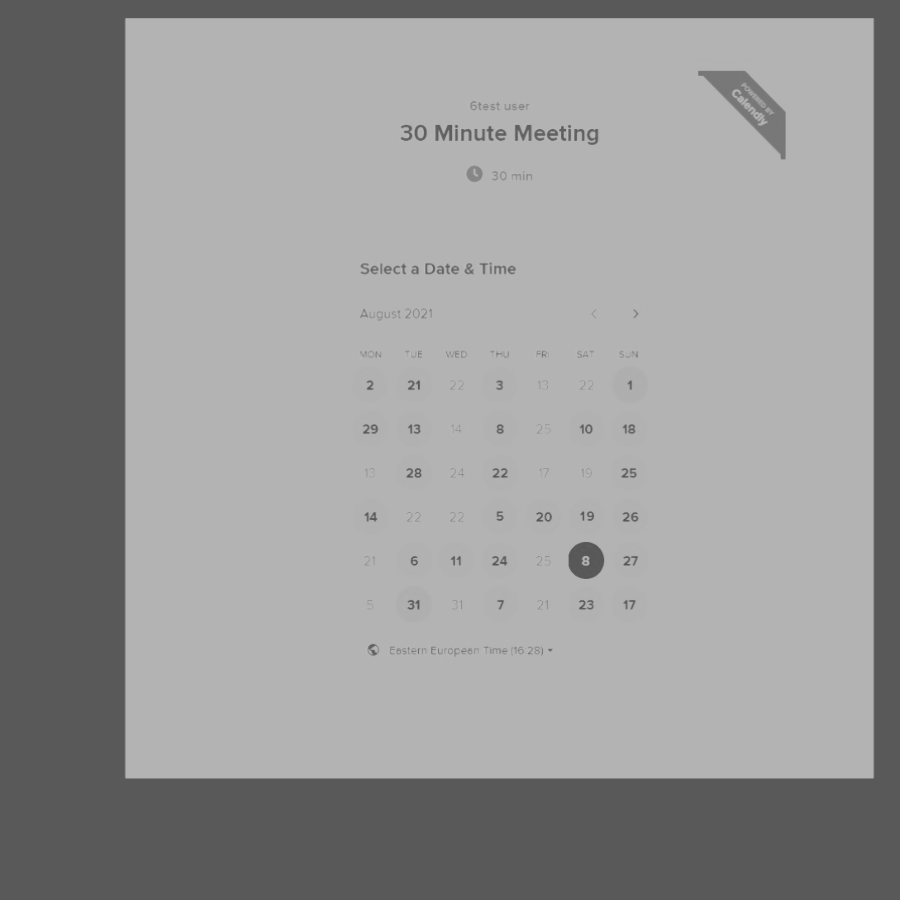 POWERED BY
Calendly
6test user
30 Minute Meeting
30 min
Select a Date & Time
August 2021
MON TUE WED THU FRI SAT SUN
2 21 22 3 13 22 1
29 13 14 8 25 10 18
13 28 24 22 17 19 25
14 22 22 5 20 19 26
21 6 11 24 25 8 27
5 31 31 7 21 23 17
Eastern European Time (16:28)